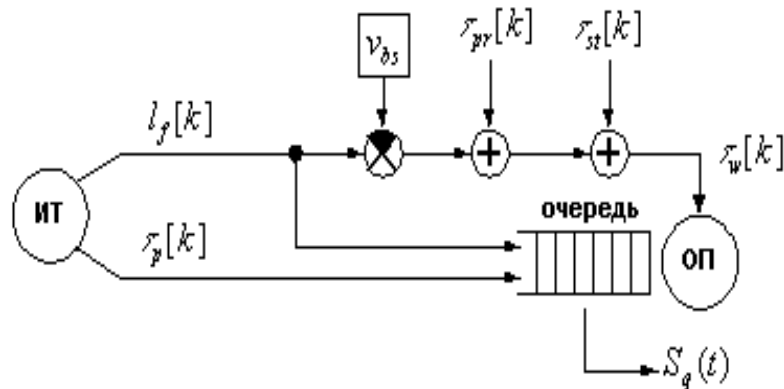 v_bs
τ_pr[k]
τ_st[k]
l_f[k]
τ_w[k]
ИТ
очередь
τ_p[k]
ОП
S_q(t)